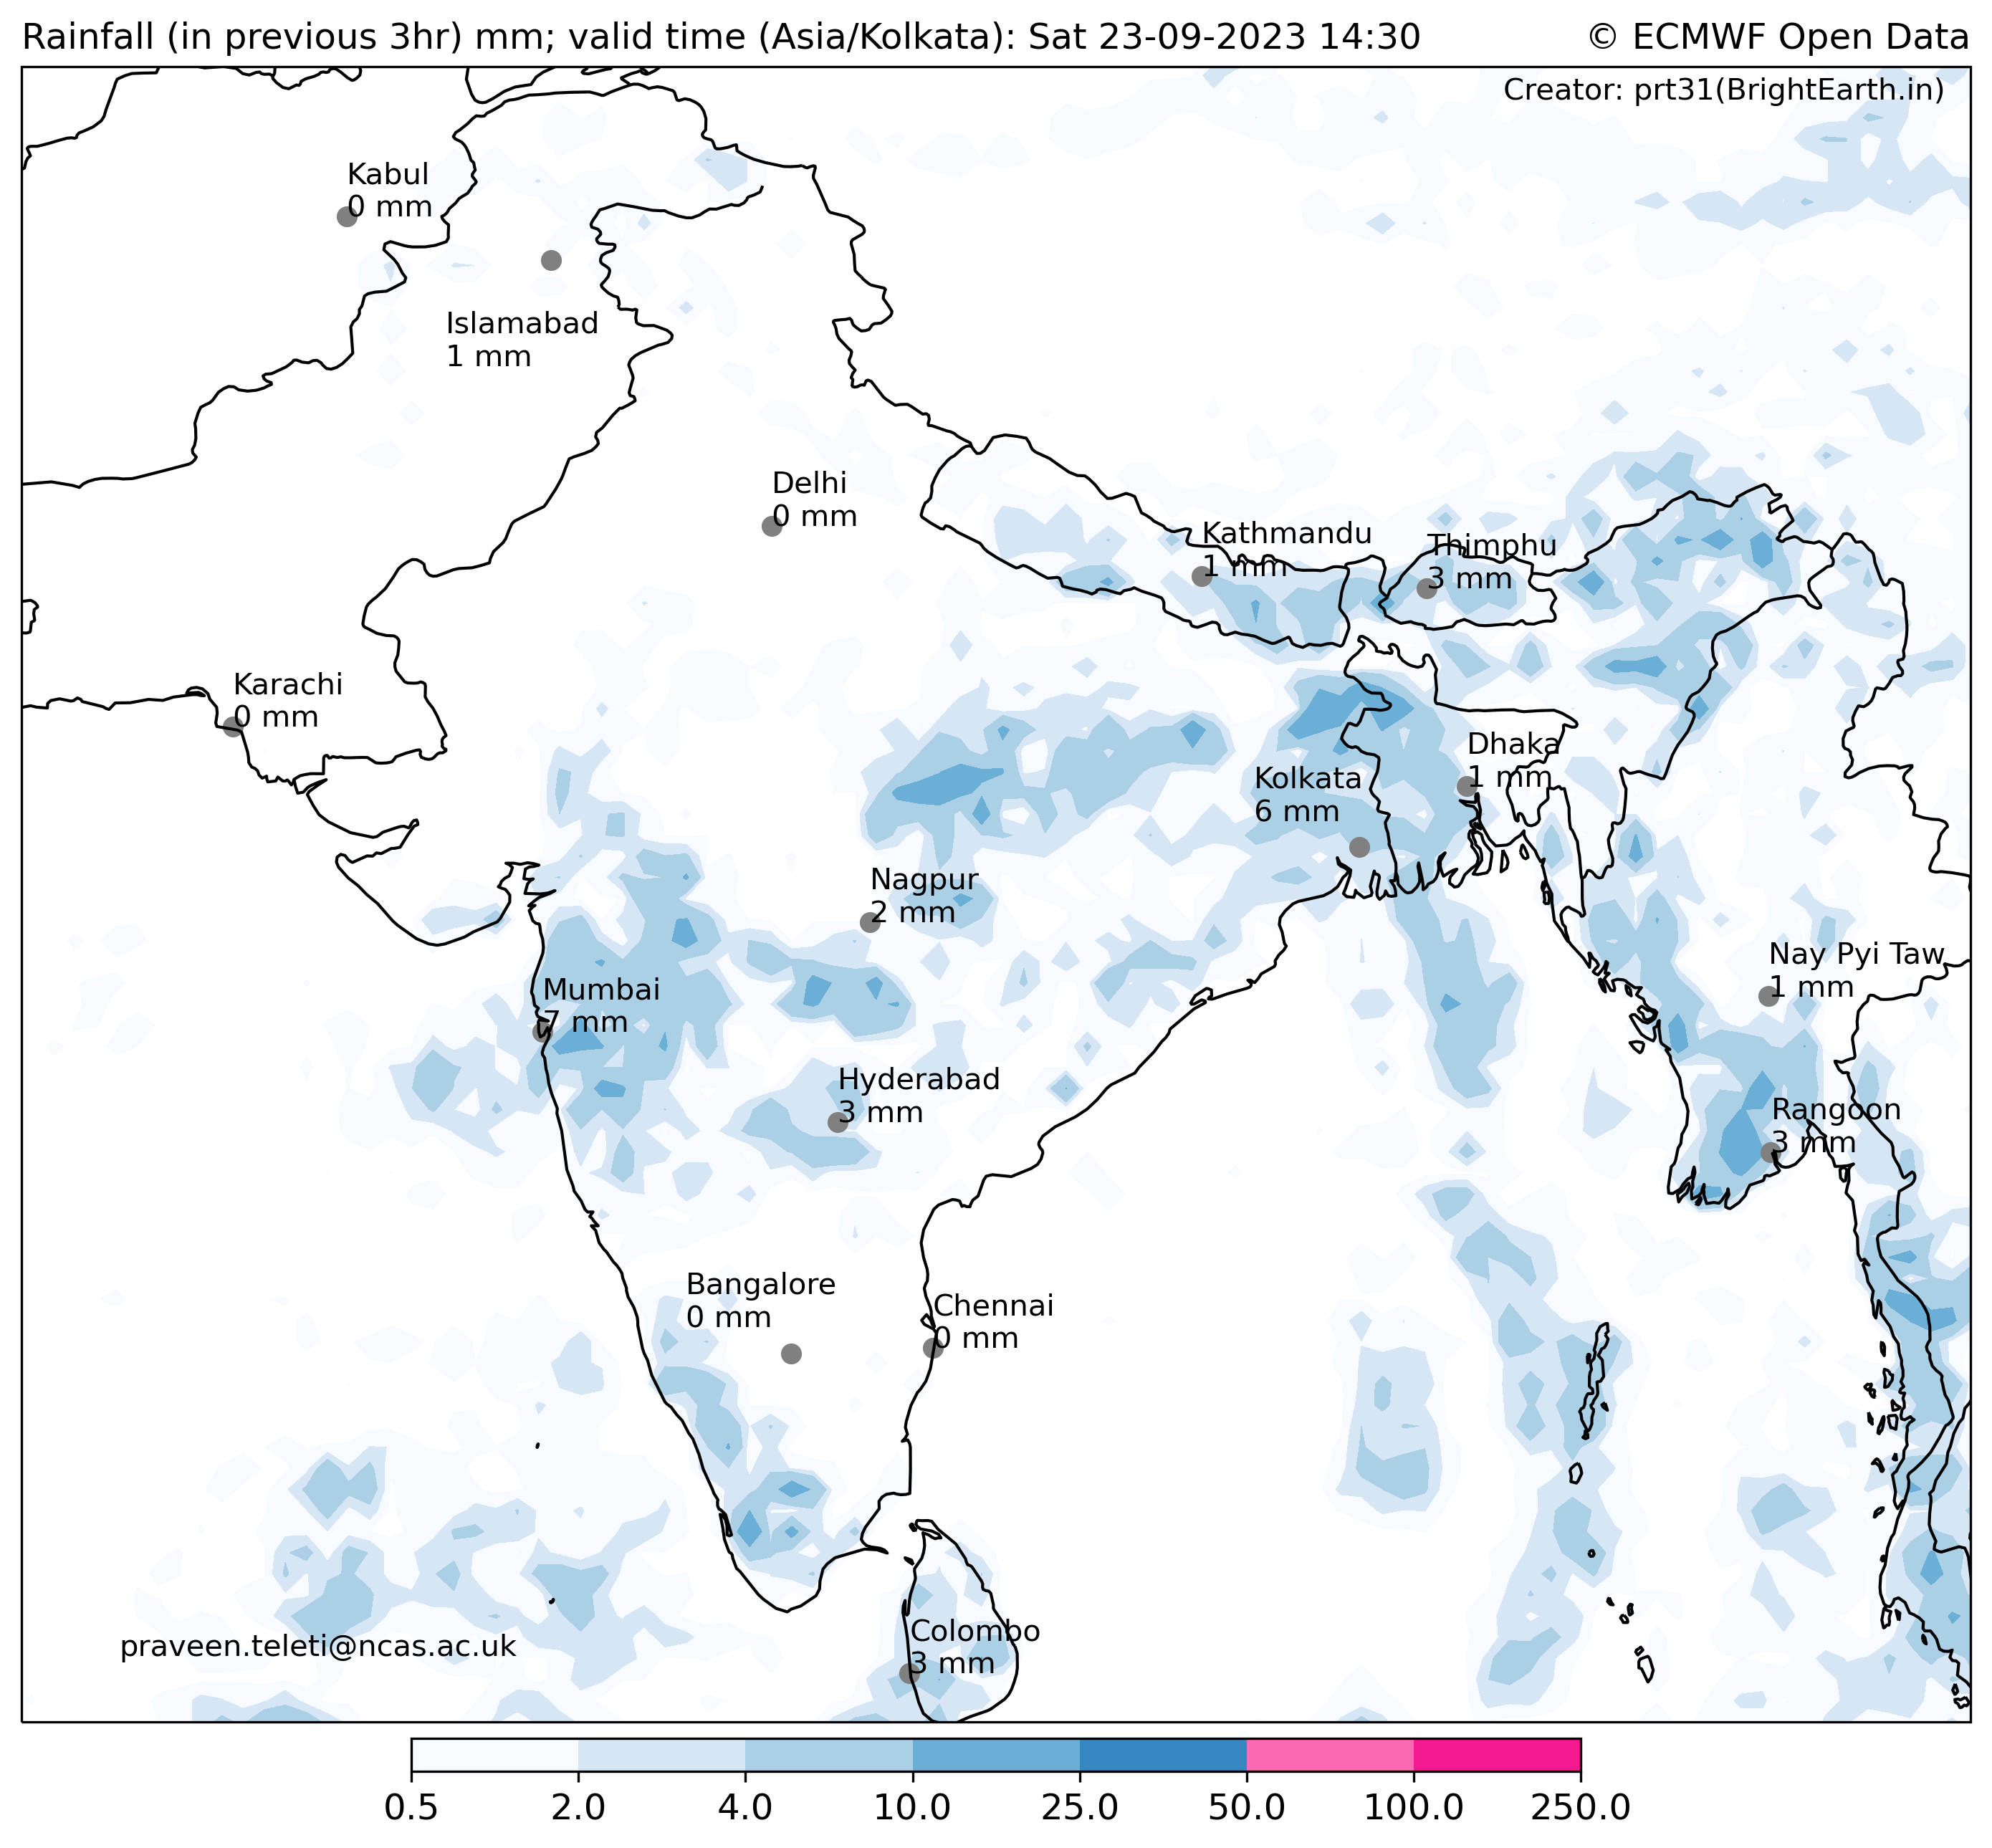 Rainfall (in previous 3hr) mm; valid time (Asia/Kolkata): Sat 23-09-2023 14:30
© ECMWF Open Data
Creator: prt31(BrightEarth.in)
Kabul
0 mm
Islamabad
1 mm
Delhi
0 mm
Kathmandu
1 mm
Thimphu
3 mm
Karachi
0 mm
Dhaka
1 mm
Kolkata
6 mm
Nagpur
2 mm
Nay Pyi Taw
1 mm
Mumbai
7 mm
Hyderabad
3 mm
Rangoon
3 mm
Bangalore
0 mm
Chennai
0 mm
Colombo
3 mm
praveen.teleti@ncas.ac.uk
0.5 2.0 4.0 10.0 25.0 50.0 100.0 250.0